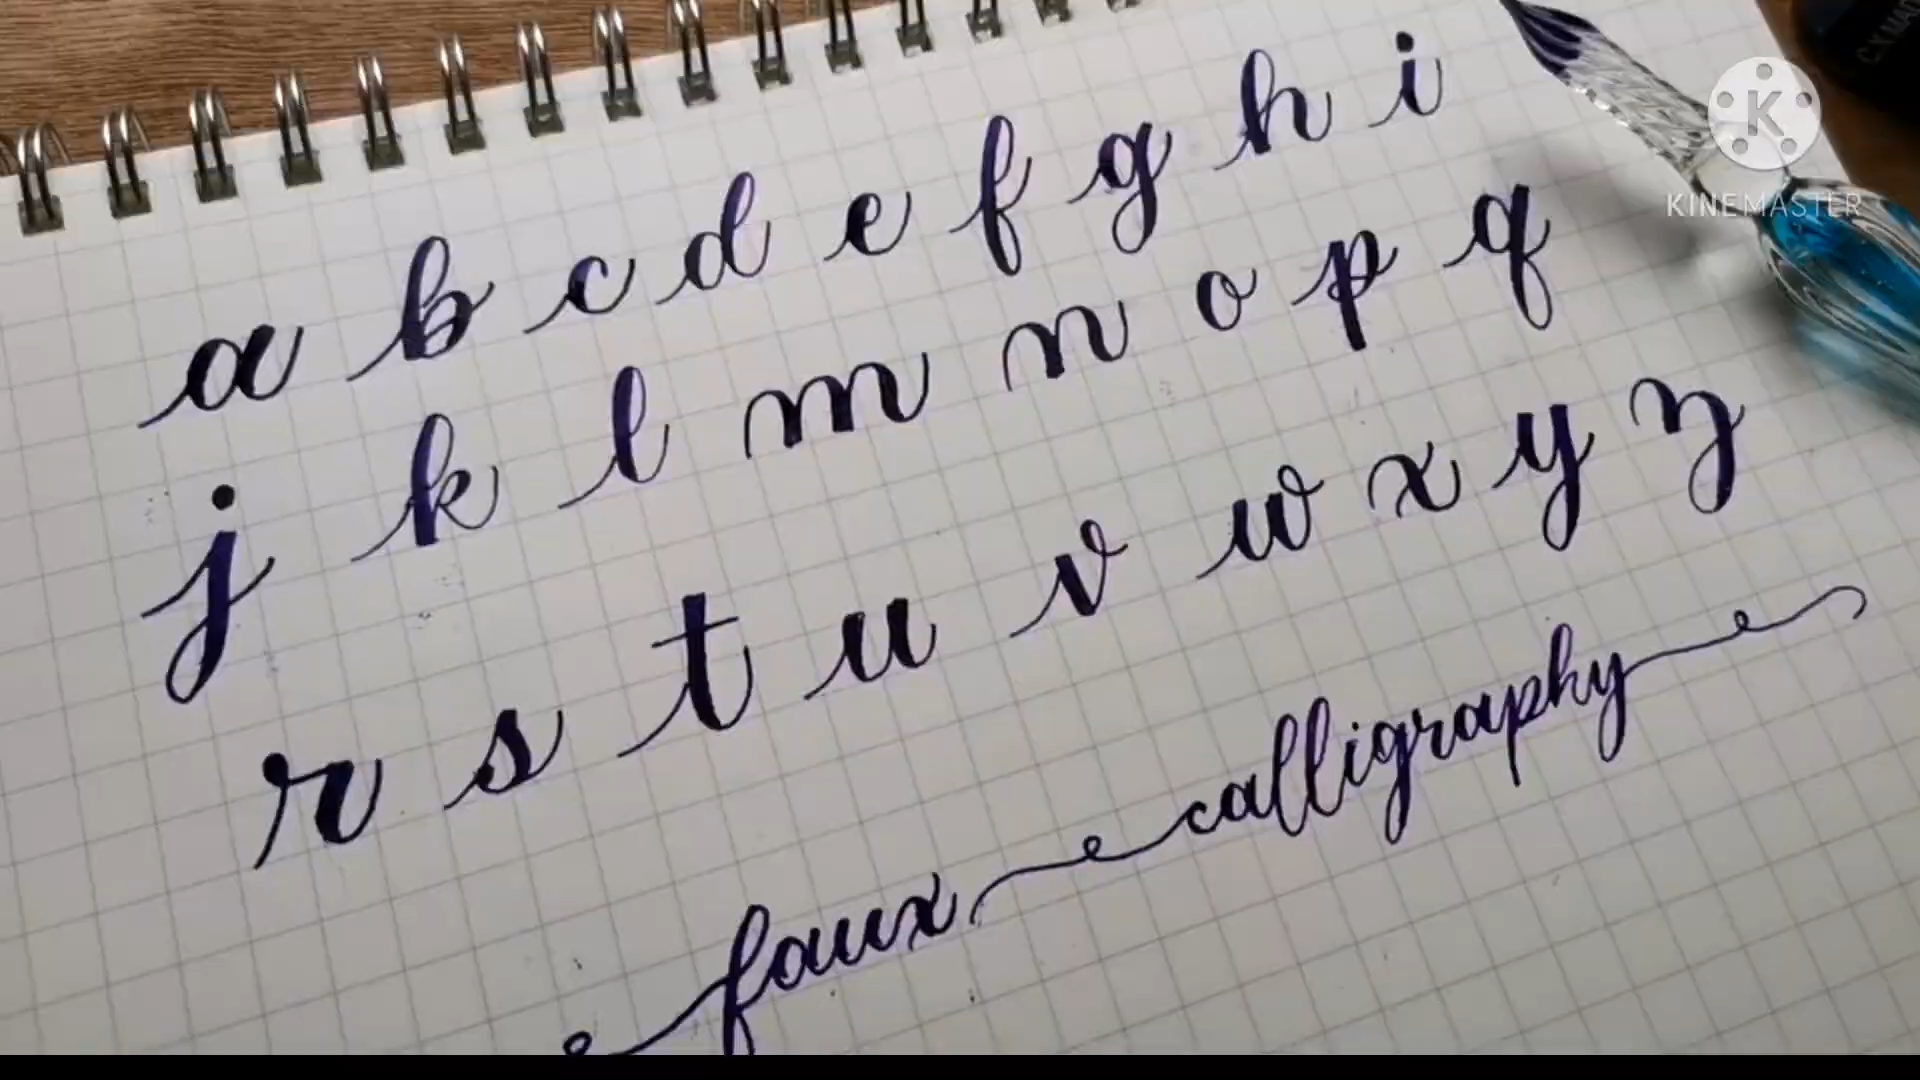 a b c d e f g h i
j k l m n o p q
r s t u v w x y z
faux calligraphy
K
KINEMASTER